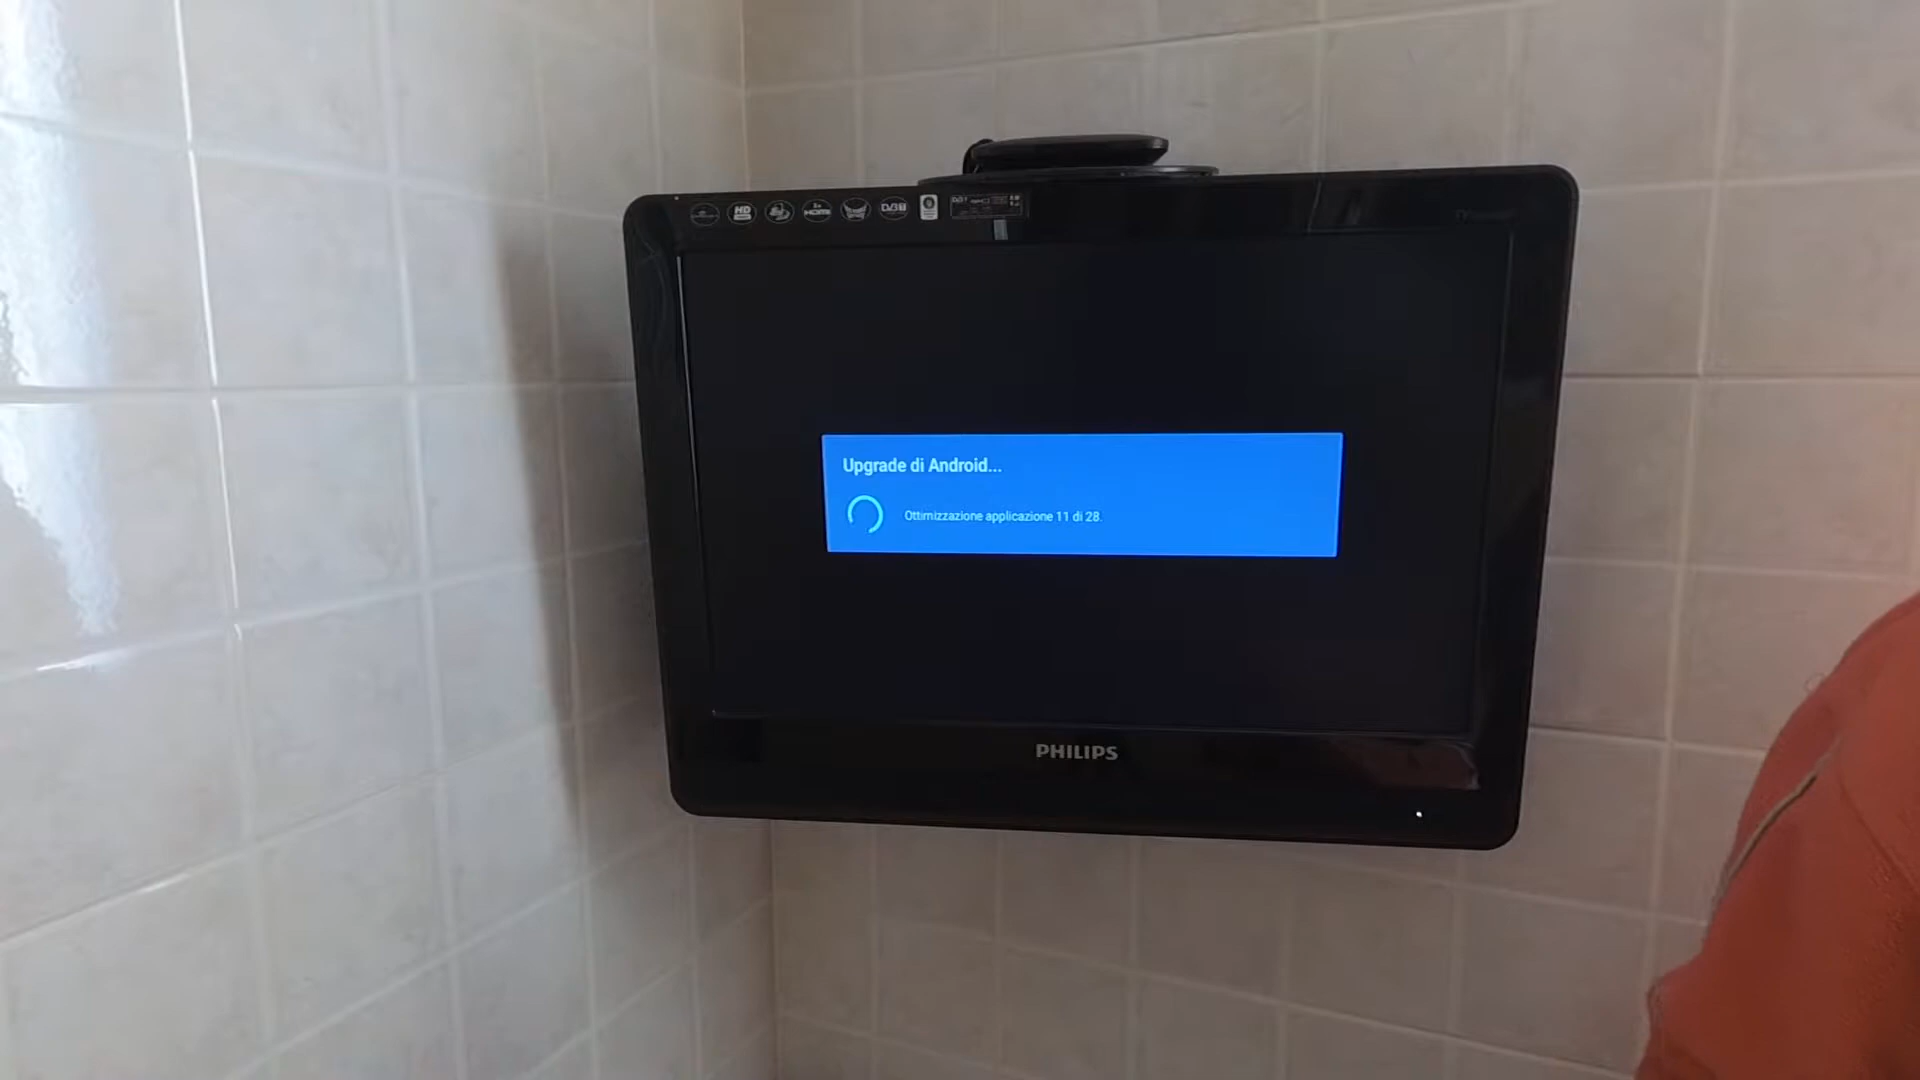 HD
HDMI
DVB T
Upgrade di Android...
Ottimizzazione applicazione 11 di 28.
PHILIPS